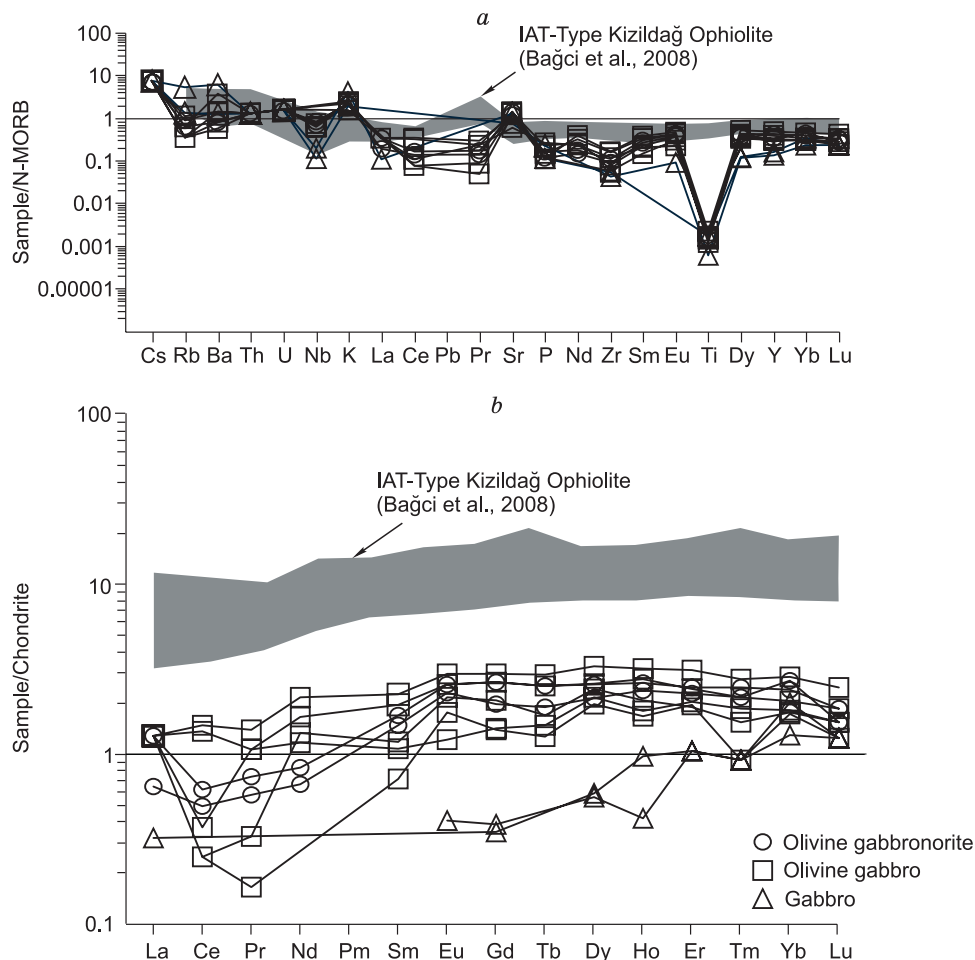 a
IAT-Type Kizildağ Ophiolite
(Bağci et al., 2008)
Sample/N-MORB
100
10
1
0.1
0.01
0.001
0.00001
Cs Rb Ba Th U Nb K La Ce Pb Pr Sr P Nd Zr Sm Eu Ti Dy Y Yb Lu
b
IAT-Type Kizildağ Ophiolite
(Bağci et al., 2008)
Sample/Chondrite
100
10
1
0.1
Olivine gabbronorite
Olivine gabbro
Gabbro
La Ce Pr Nd Pm Sm Eu Gd Tb Dy Ho Er Tm Yb Lu